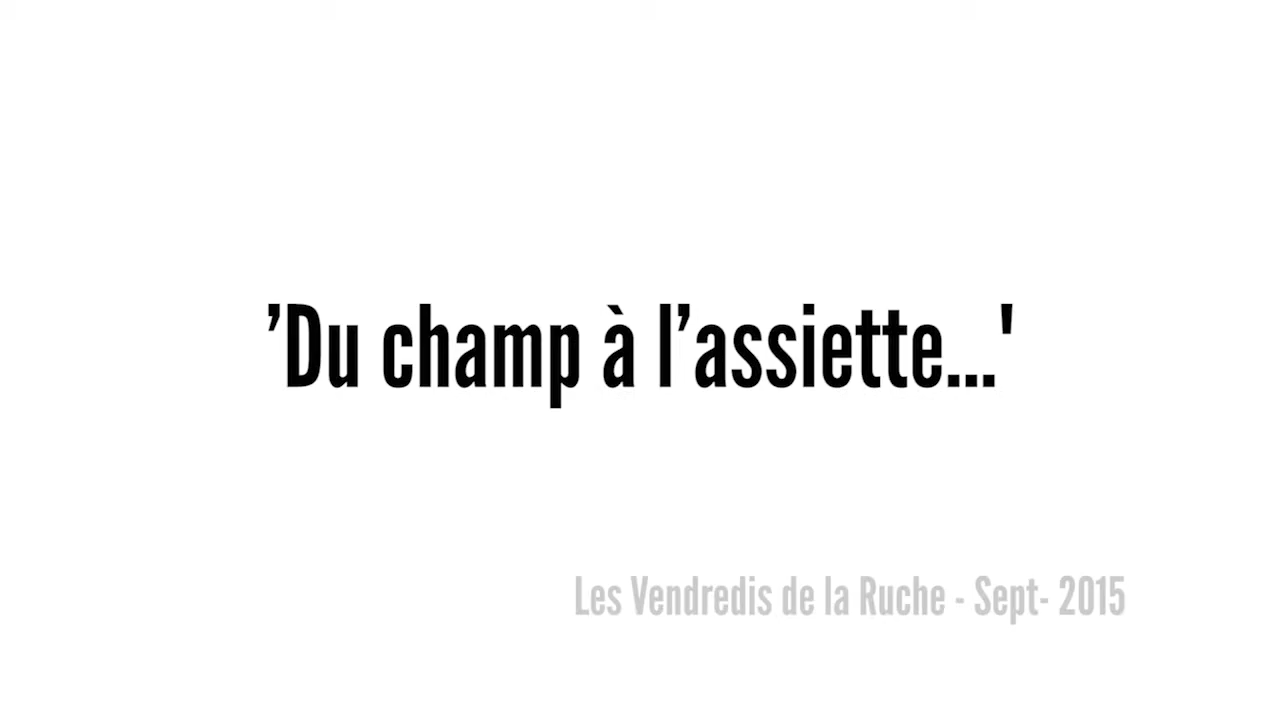 ’Du champ à l’assiette...'
Les Vendredis de la Ruche - Sept- 2015